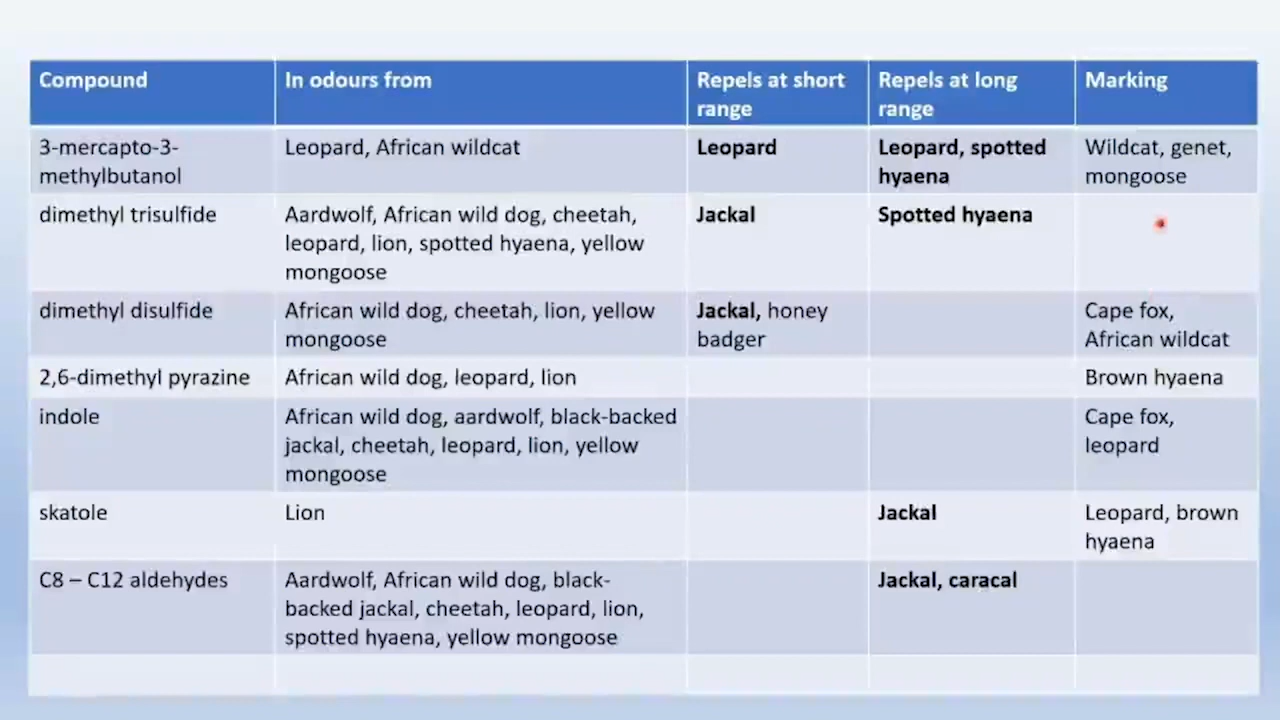 Compound
In odours from
Repels at short
range
Repels at long
range
Marking
3-mercapto-3-
methylbutanol
Leopard, African wildcat
Leopard
Leopard, spotted
hyaena
Wildcat, genet,
mongoose
dimethyl trisulfide
Aardwolf, African wild dog, cheetah,
leopard, lion, spotted hyaena, yellow
mongoose
Jackal
Spotted hyaena
dimethyl disulfide
African wild dog, cheetah, lion, yellow
mongoose
Jackal, honey
badger
Cape fox,
African wildcat
2,6-dimethyl pyrazine
African wild dog, leopard, lion
Brown hyaena
indole
African wild dog, aardwolf, black-backed
jackal, cheetah, leopard, lion, yellow
mongoose
Cape fox,
leopard
skatole
Lion
Jackal
Leopard, brown
hyaena
C8 – C12 aldehydes
Aardwolf, African wild dog, black-
backed jackal, cheetah, leopard, lion,
spotted hyaena, yellow mongoose
Jackal, caracal